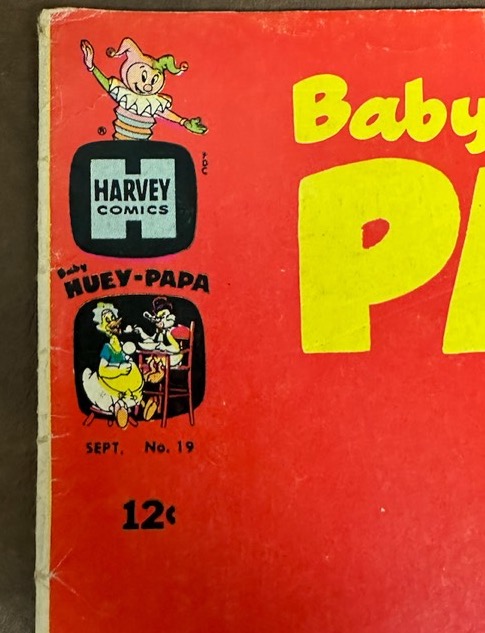 Baby
P
®
H
HARVEY
COMICS
Baby
HUEY-PAPA
SEPT. No. 19
12¢